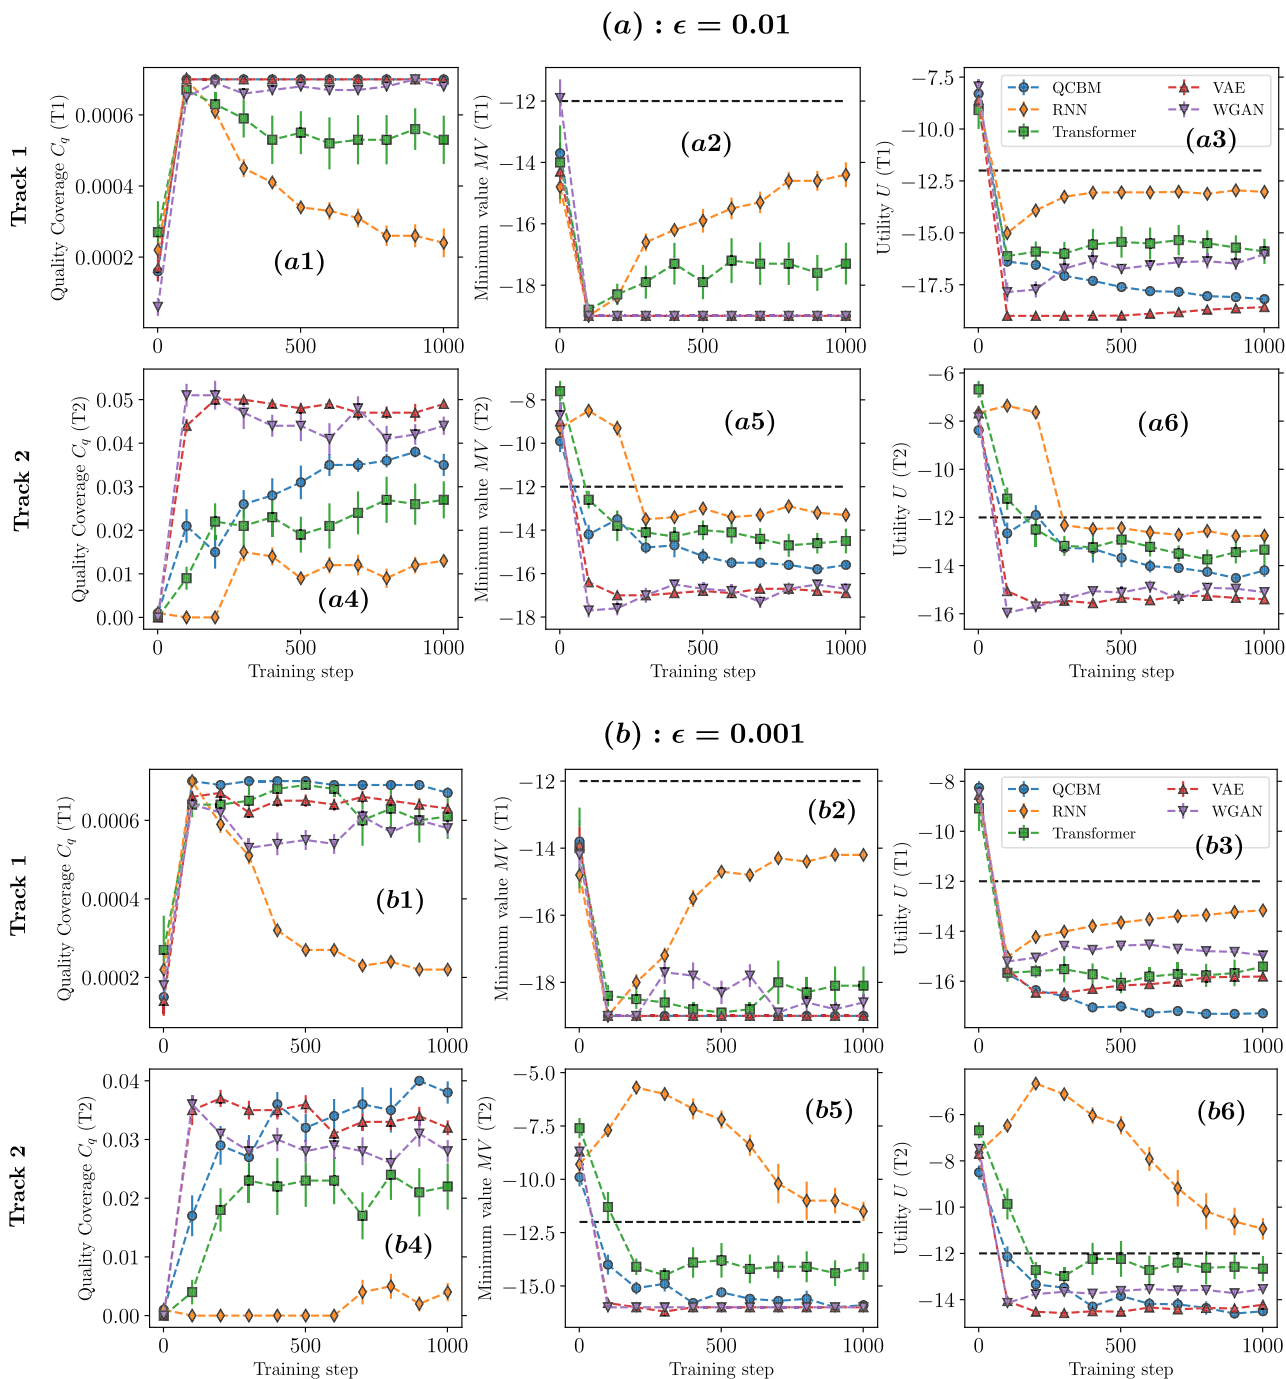 (a) : ϵ = 0.01
Track 1
Quality Coverage C_q (T1)
0.0006
0.0004
0.0002
0
500
1000
(a1)
Minimum value MV (T1)
−12
−14
−16
−18
0
500
1000
(a2)
Utility U (T1)
−7.5
−10.0
−12.5
−15.0
−17.5
0
500
1000
QCBM
RNN
Transformer
VAE
WGAN
(a3)
Track 2
Quality Coverage C_q (T2)
0.05
0.04
0.03
0.02
0.01
0.00
0
500
1000
Training step
(a4)
Minimum value MV (T2)
−8
−10
−12
−14
−16
−18
0
500
1000
Training step
(a5)
Utility U (T2)
−6
−8
−10
−12
−14
−16
0
500
1000
Training step
(a6)
(b) : ϵ = 0.001
Track 1
Quality Coverage C_q (T1)
0.0006
0.0004
0.0002
0
500
1000
(b1)
Minimum value MV (T1)
−12
−14
−16
−18
0
500
1000
(b2)
Utility U (T1)
−8
−10
−12
−14
−16
0
500
1000
QCBM
RNN
Transformer
VAE
WGAN
(b3)
Track 2
Quality Coverage C_q (T2)
0.04
0.03
0.02
0.01
0.00
0
500
1000
Training step
(b4)
Minimum value MV (T2)
−5.0
−7.5
−10.0
−12.5
−15.0
0
500
1000
Training step
(b5)
Utility U (T2)
−6
−8
−10
−12
−14
0
500
1000
Training step
(b6)